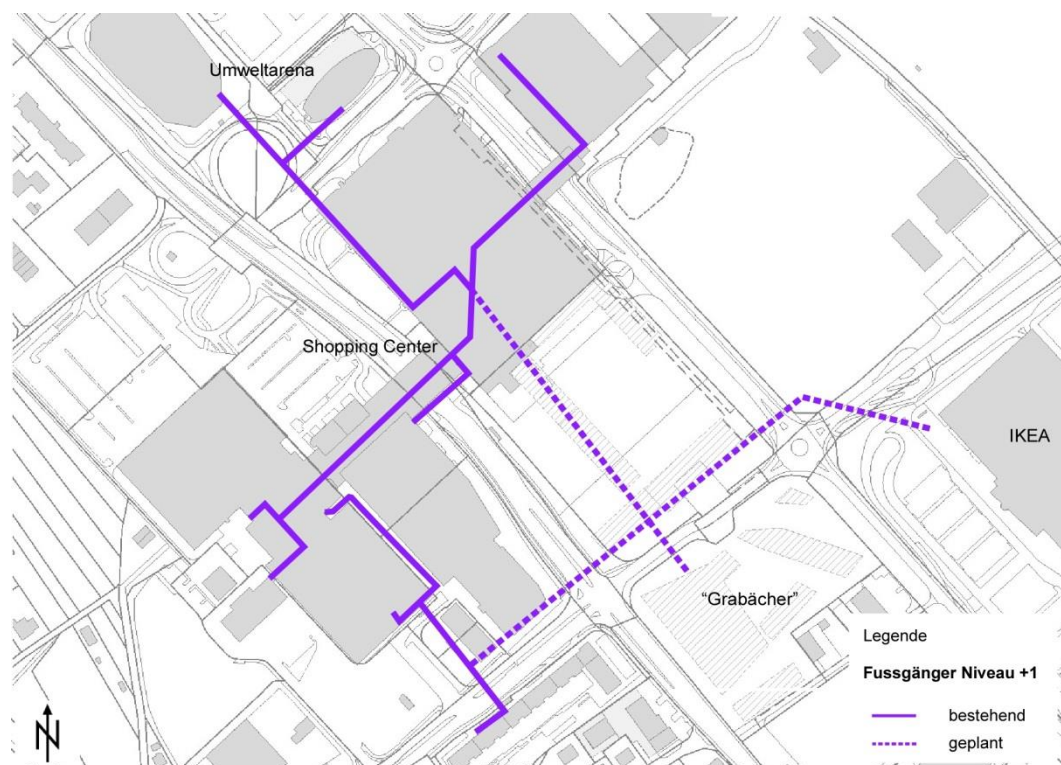 Umweltarena
Shopping Center
IKEA
“Grabächer”
Legende
Fussgänger Niveau +1
bestehend
geplant
N